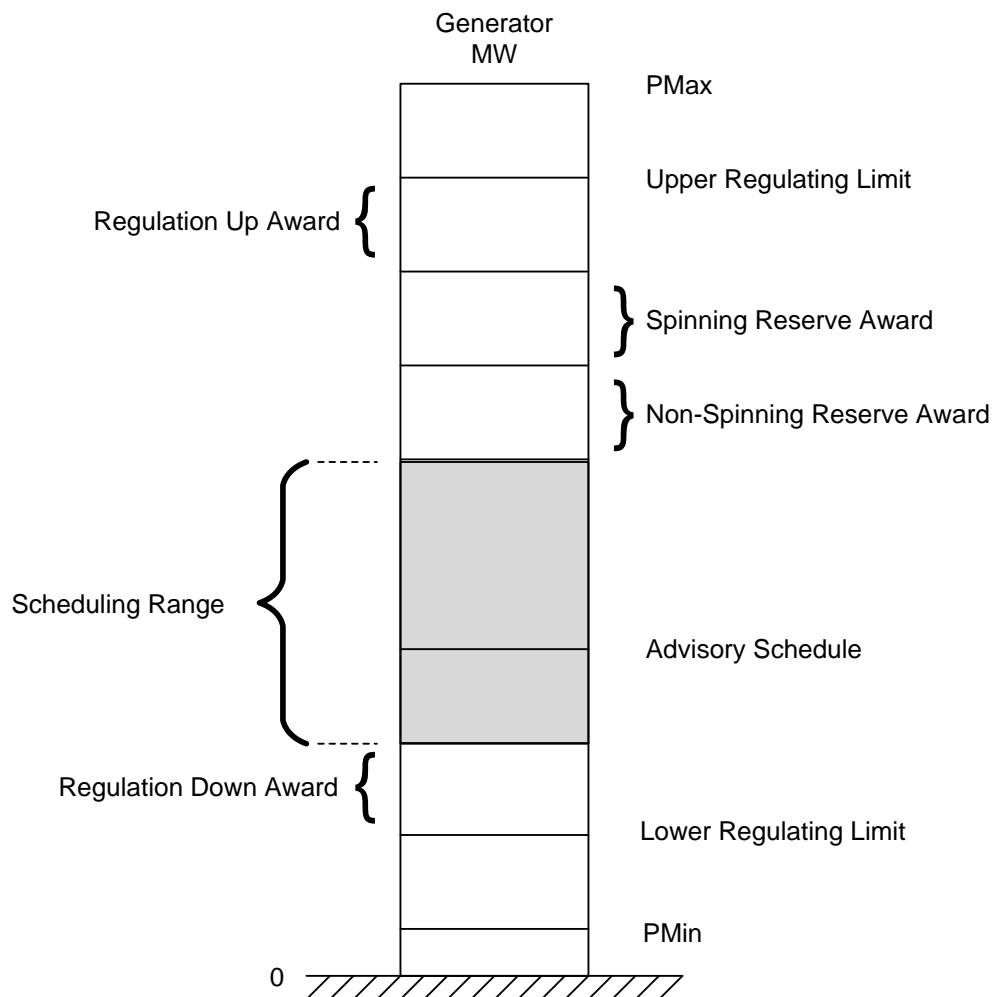 Generator
MW
PMax
Upper Regulating Limit
Regulation Up Award
Spinning Reserve Award
Non-Spinning Reserve Award
Scheduling Range
Advisory Schedule
Regulation Down Award
Lower Regulating Limit
PMin
0